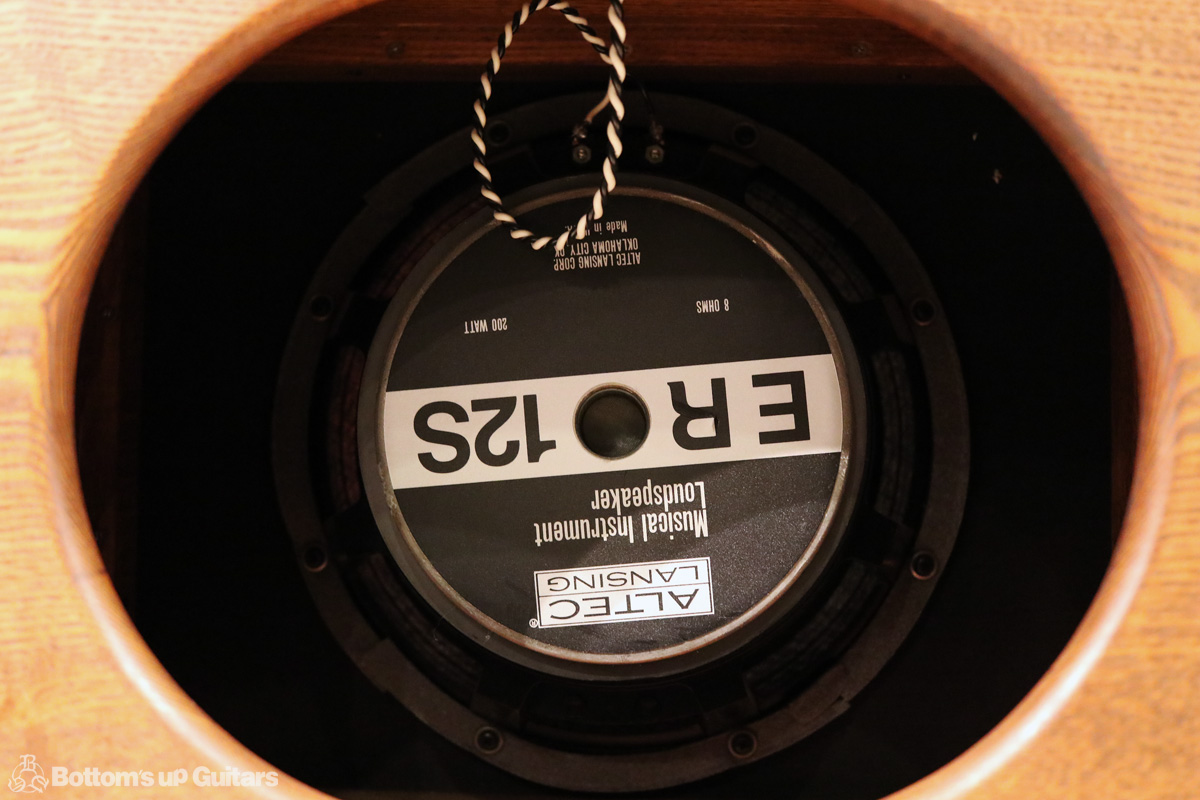 ALTEC
LANSING
®
Musical Instrument
Loudspeaker
ER 12S
8 OHMS
200 WATT
ALTEC LANSING CORP.
OKLAHOMA CITY,
Made in
Bottom's up Guitars